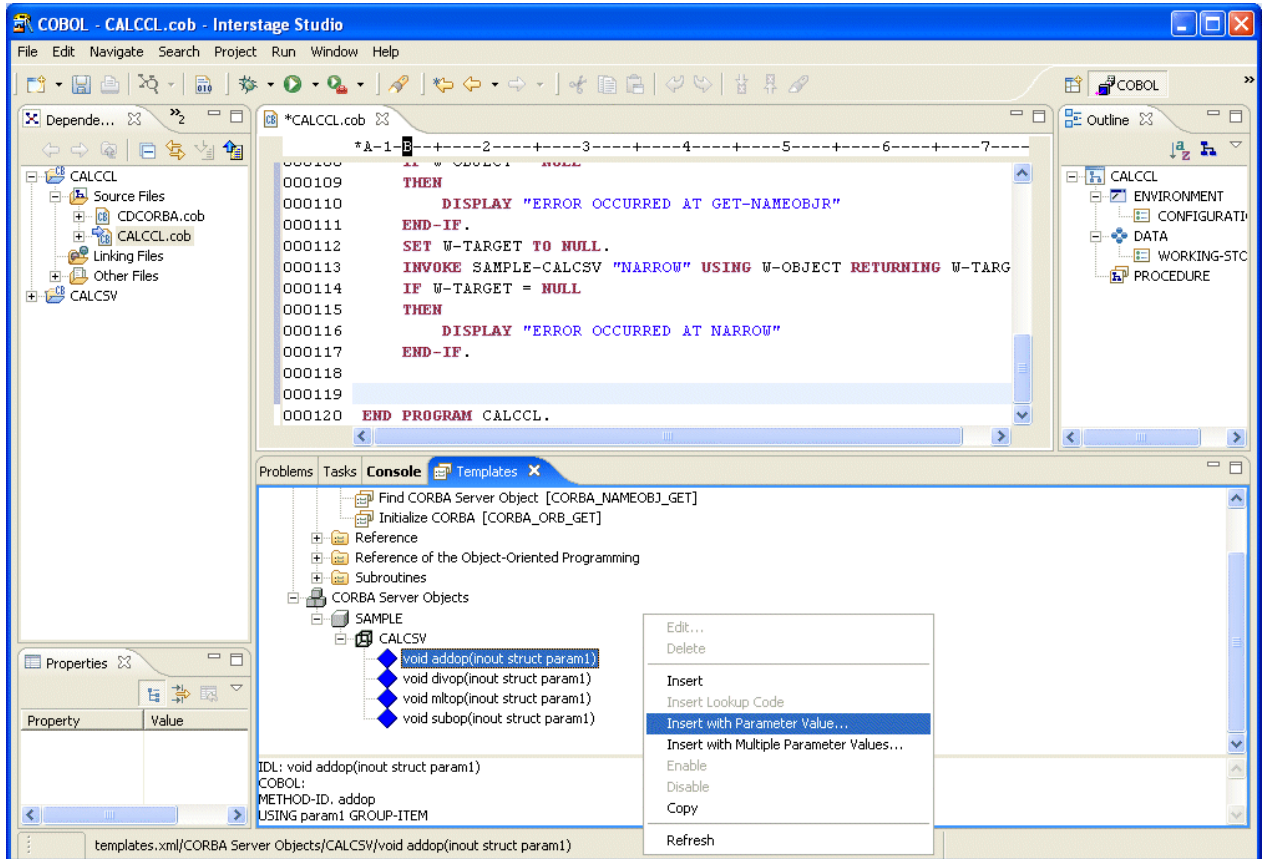 COBOL - CALCCL.cob - Interstage Studio
File Edit Navigate Search Project Run Window Help
COBOL
Depende...
2
CALCCL
Source Files
CDCORBA.cob
CALCCL.cob
Linking Files
Other Files
CALCSV
*CALCCL.cob
*A-1-B--+----2----+----3----+----4----+----5----+----6----+----7----
000109 THEN
000110 DISPLAY "ERROR OCCURRED AT GET-NAMEOBJR"
000111 END-IF.
000112 SET W-TARGET TO NULL.
000113 INVOKE SAMPLE-CALCSV "NARROW" USING W-OBJECT RETURNING W-TARG
000114 IF W-TARGET = NULL
000115 THEN
000116 DISPLAY "ERROR OCCURRED AT NARROW"
000117 END-IF.
000118
000119
000120 END PROGRAM CALCCL.
Outline
CALCCL
ENVIRONMENT
CONFIGURATI
DATA
WORKING-STO
PROCEDURE
Problems Tasks Console Templates
Find CORBA Server Object [CORBA_NAMEOBJ_GET]
Initialize CORBA [CORBA_ORB_GET]
Reference
Reference of the Object-Oriented Programming
Subroutines
CORBA Server Objects
SAMPLE
CALCSV
void addop(inout struct param1)
void divop(inout struct param1)
void mltop(inout struct param1)
void subop(inout struct param1)
Edit...
Delete
Insert
Insert Lookup Code
Insert with Parameter Value...
Insert with Multiple Parameter Values...
Enable
Disable
Copy
Refresh
IDL: void addop(inout struct param1)
COBOL:
METHOD-ID. addop
USING param1 GROUP-ITEM
Properties
Property Value
templates.xml/CORBA Server Objects/CALCSV/void addop(inout struct param1)